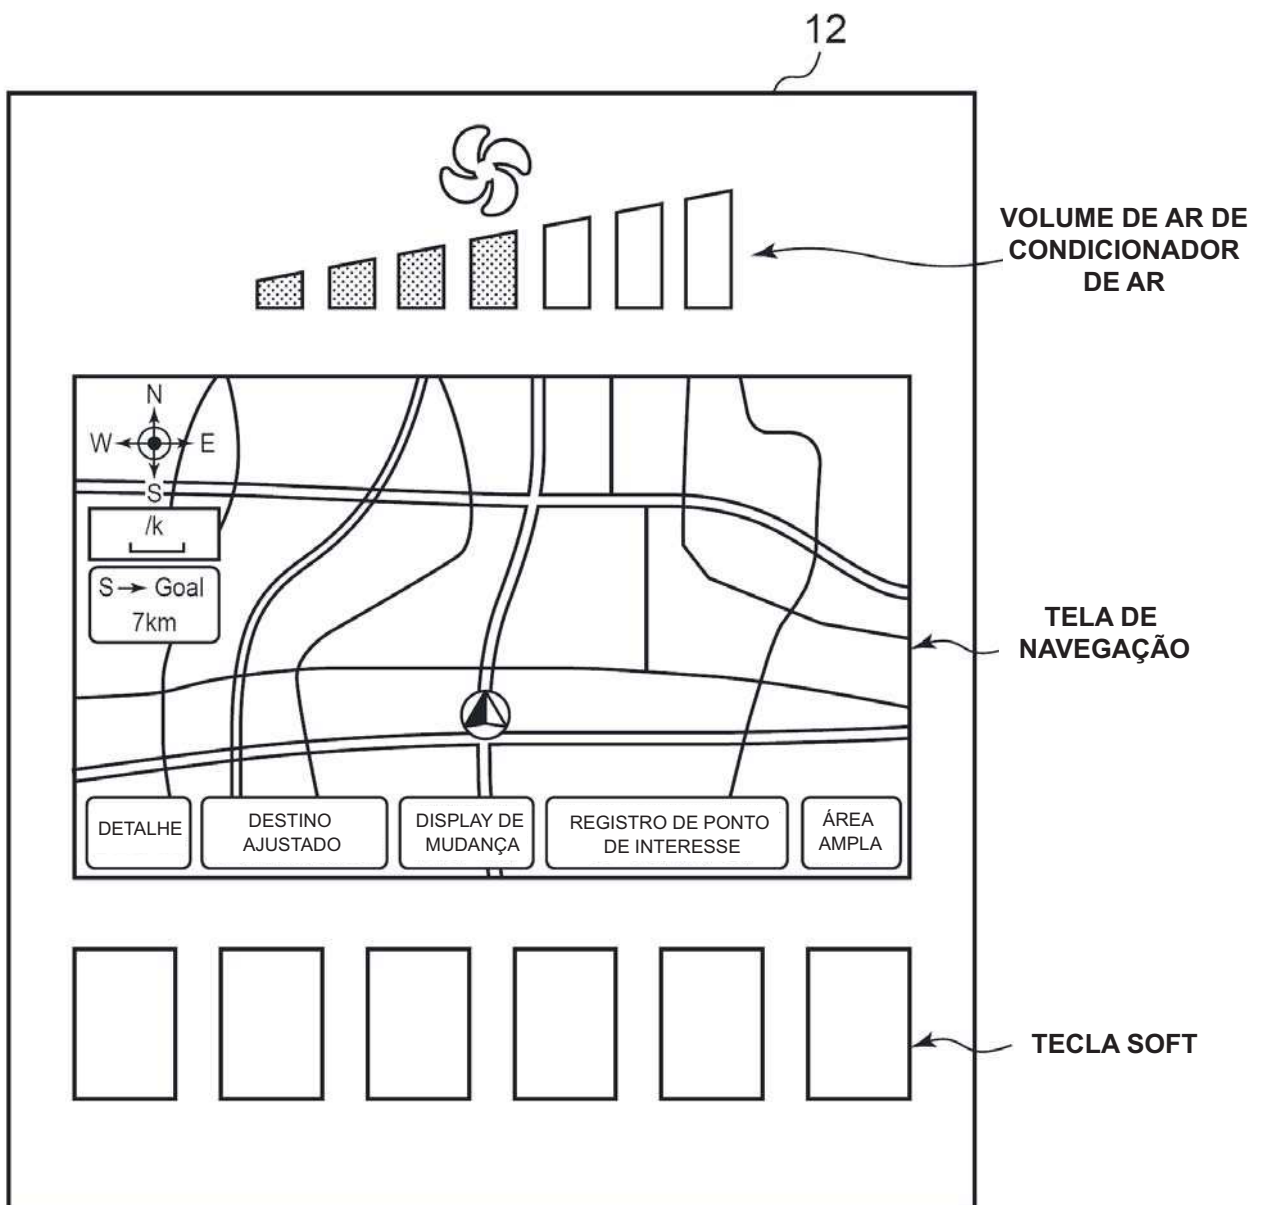 12
VOLUME DE AR DE
CONDICIONADOR
DE AR
N
W E
S
/k
S → Goal
7km
TELA DE
NAVEGAÇÃO
DETALHE
DESTINO
AJUSTADO
DISPLAY DE
MUDANÇA
REGISTRO DE PONTO
DE INTERESSE
ÁREA
AMPLA
TECLA SOFT